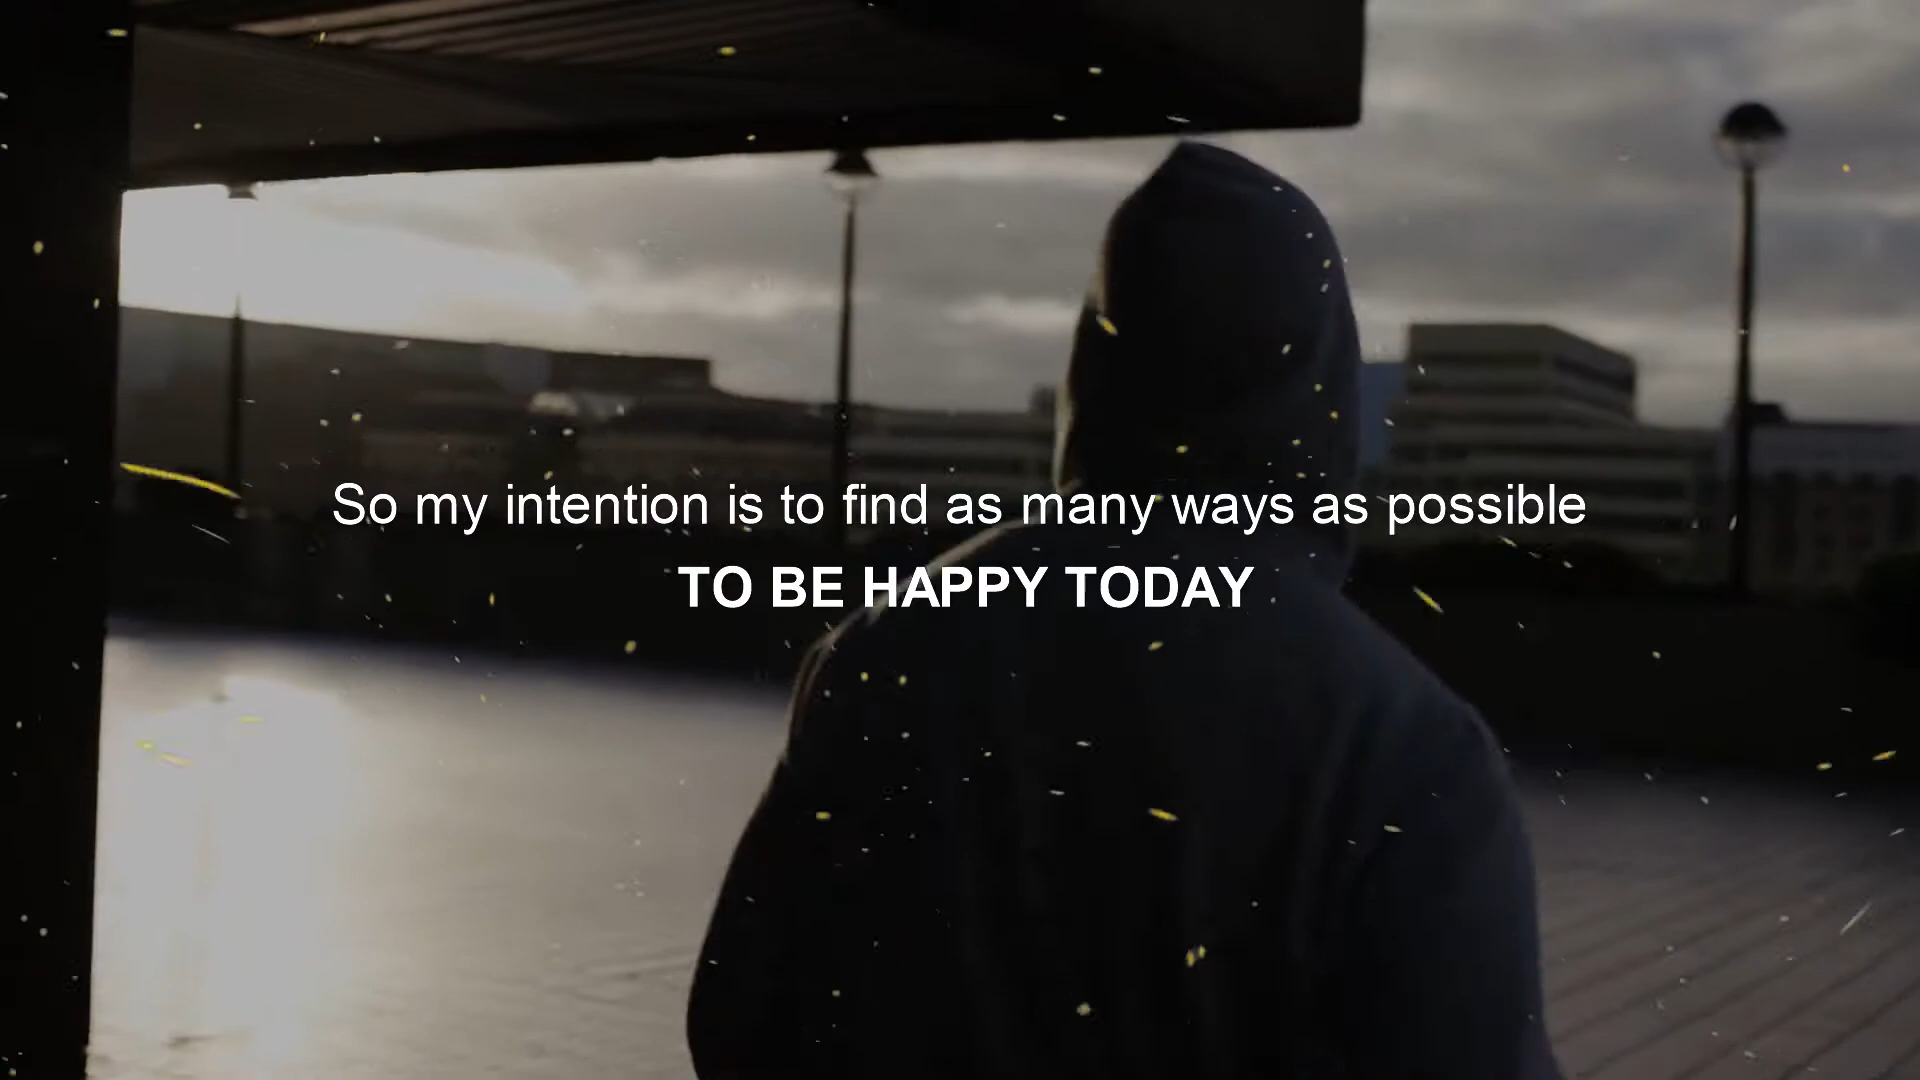 So my intention is to find as many ways as possible
TO BE HAPPY TODAY